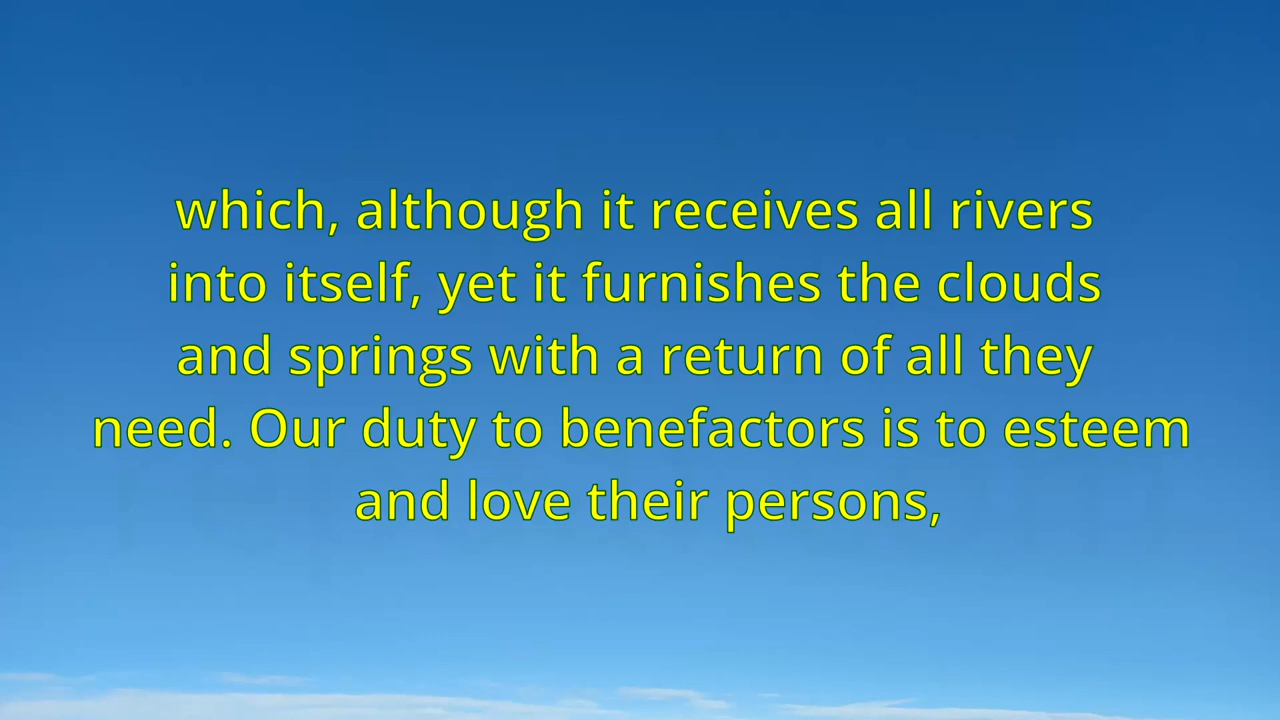 which, although it receives all rivers
into itself, yet it furnishes the clouds
and springs with a return of all they
need. Our duty to benefactors is to esteem
and love their persons,